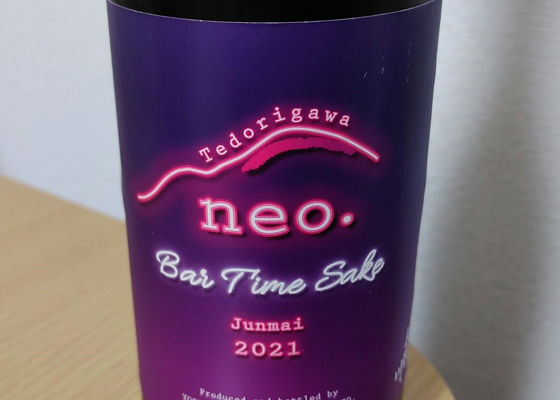 Tedorigawa
neo.
Bar Time Sake
Junmai
2021
Produced and bottled by